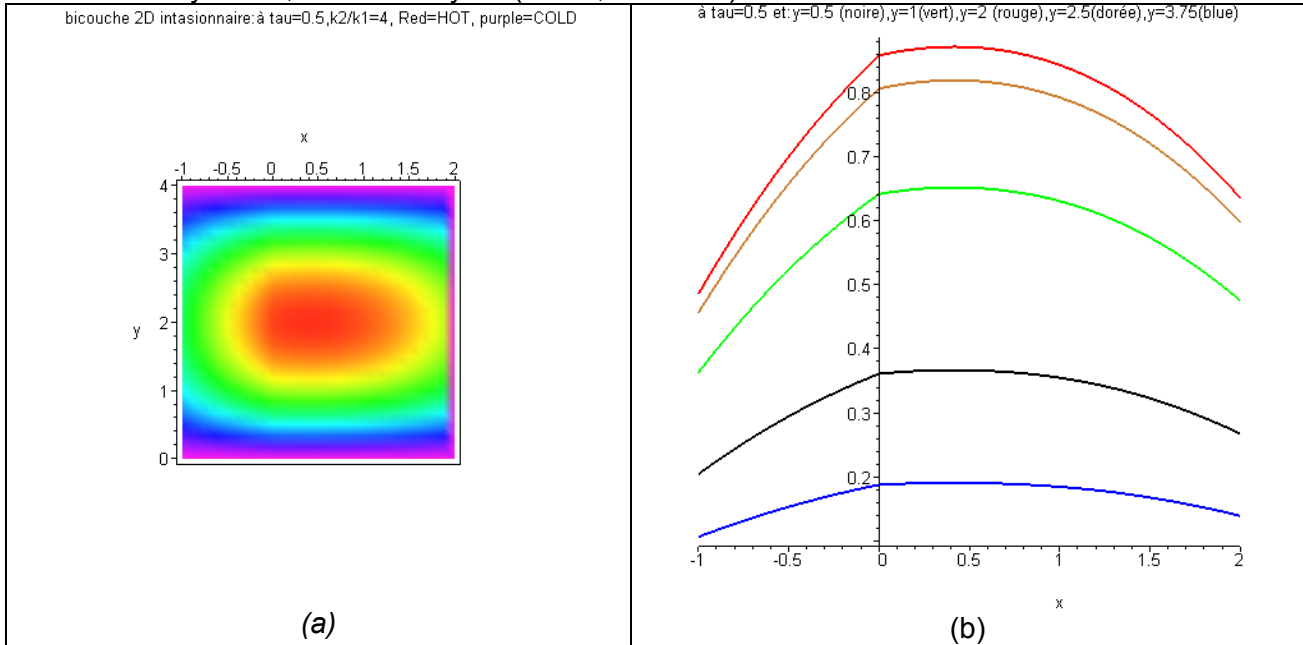 bicouche 2D intasionnaire:à tau=0.5,k2/k1=4, Red=HOT, purple=COLD
x
-1 -0.5 0 0.5 1 1.5 2
4
3
y 2
1
0
(a)
à tau=0.5 et:y=0.5 (noire),y=1(vert),y=2 (rouge),y=2.5(dorée),y=3.75(blue)
0.8
0.7
0.6
0.5
0.4
0.3
0.2
-1 -0.5 0 0.5 1 1.5 2
x
(b)